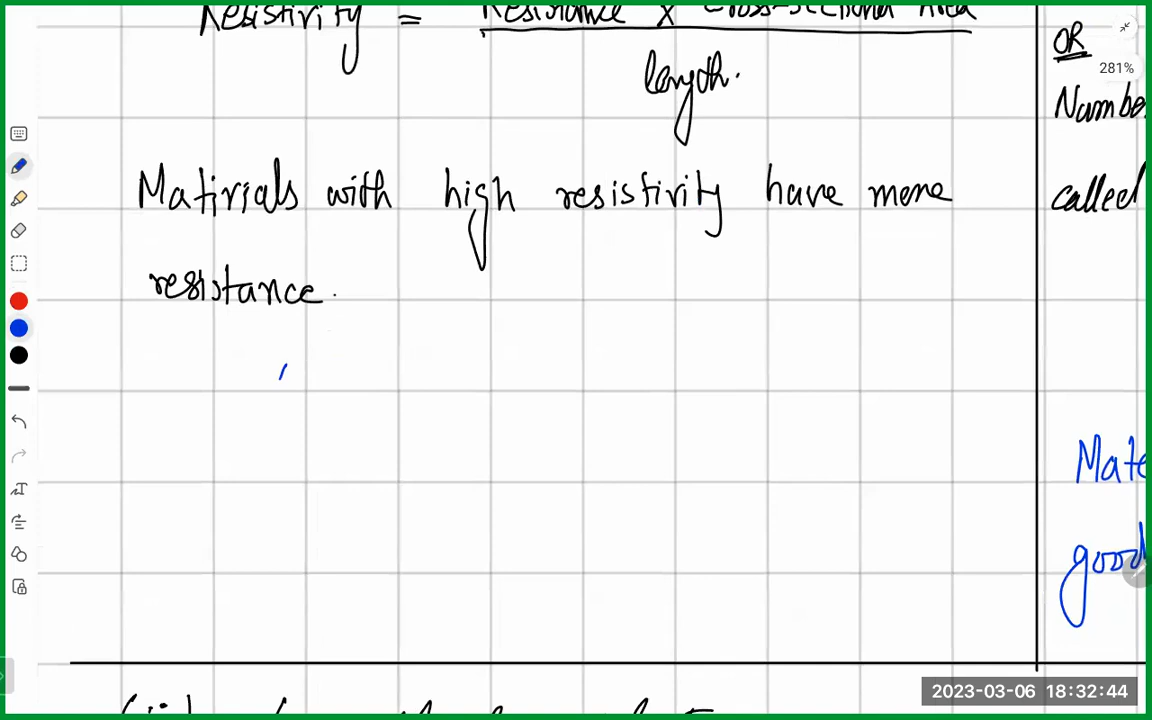 Resistivity = Resistance x Cross-sectional Area
length.
Matirials with high resistivity have more
resistance.
OR
281%
Numbe
called
Mate
good
2023-03-06 18:32:44